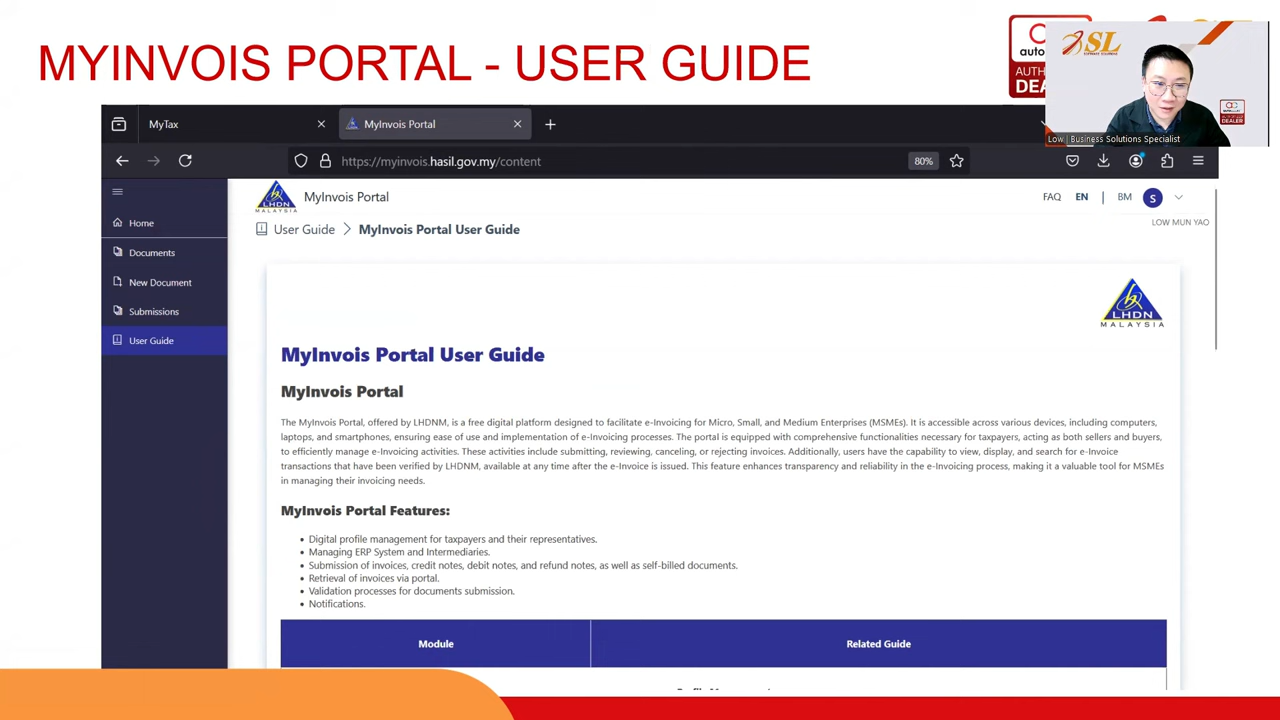 MYINVOIS PORTAL - USER GUIDE
auto
AUTH
DEA
SL
DEALER
Low | Business Solutions Specialist
MyTax
MyInvois Portal
https://myinvois.hasil.gov.my/content
80%
LHDN
MALAYSIA
MyInvois Portal
FAQ
EN
|
BM
S
LOW MUN YAO
Home
Documents
New Document
Submissions
User Guide
User Guide > MyInvois Portal User Guide
LHDN
MALAYSIA
MyInvois Portal User Guide
MyInvois Portal
The MyInvois Portal, offered by LHDNM, is a free digital platform designed to facilitate e-Invoicing for Micro, Small, and Medium Enterprises (MSMEs). It is accessible across various devices, including computers,
laptops, and smartphones, ensuring ease of use and implementation of e-Invoicing processes. The portal is equipped with comprehensive functionalities necessary for taxpayers, acting as both sellers and buyers,
to efficiently manage e-Invoicing activities. These activities include submitting, reviewing, canceling, or rejecting invoices. Additionally, users have the capability to view, display, and search for e-Invoice
transactions that have been verified by LHDNM, available at any time after the e-Invoice is issued. This feature enhances transparency and reliability in the e-Invoicing process, making it a valuable tool for MSMEs
in managing their invoicing needs.
MyInvois Portal Features:
• Digital profile management for taxpayers and their representatives.
• Managing ERP System and Intermediaries.
• Submission of invoices, credit notes, debit notes, and refund notes, as well as self-billed documents.
• Retrieval of invoices via portal.
• Validation processes for documents submission.
• Notifications.
Module
Related Guide